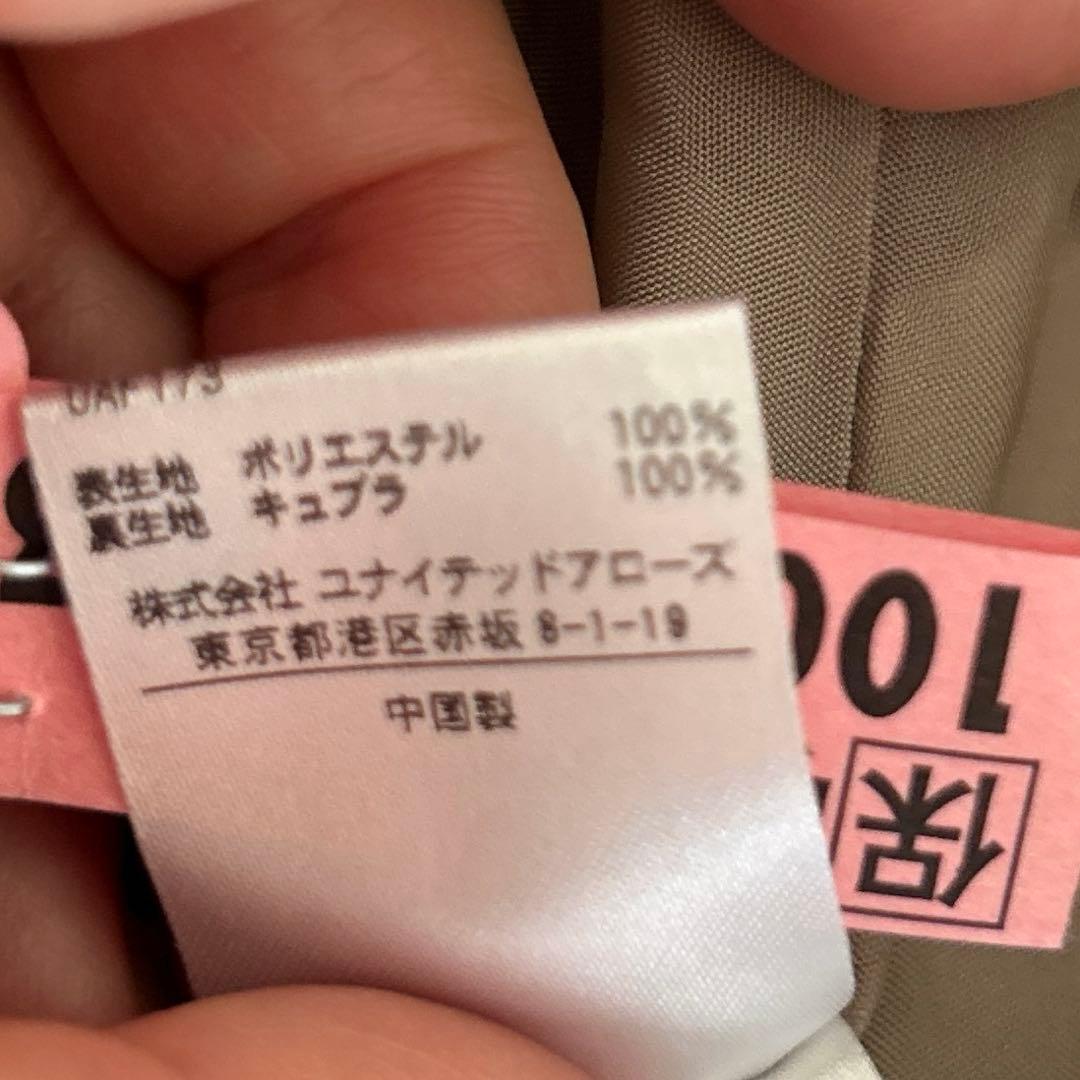 表生地 ポリエステル 100%
裏生地 キュプラ 100%
株式会社 ユナイテッドアローズ
東京都港区赤坂 8-1-19
中国製
100
保